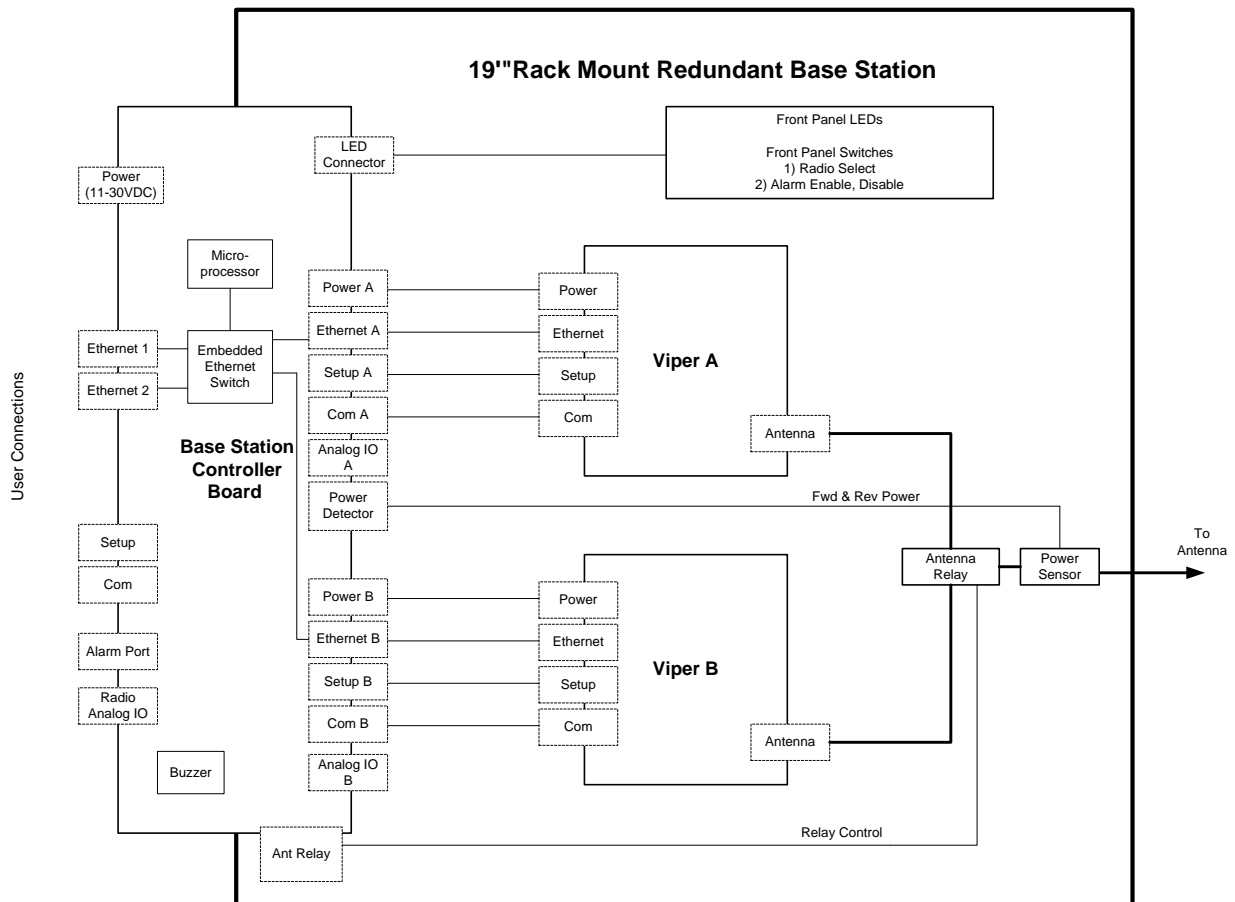 19'"Rack Mount Redundant Base Station
Front Panel LEDs
Front Panel Switches
1) Radio Select
2) Alarm Enable, Disable
LED
Connector
Power
(11-30VDC)
Micro-
processor
Ethernet 1
Ethernet 2
Embedded
Ethernet
Switch
Base Station
Controller
Board
User Connections
Setup
Com
Alarm Port
Radio
Analog IO
Buzzer
Power A
Ethernet A
Setup A
Com A
Analog IO
A
Power
Detector
Power B
Ethernet B
Setup B
Com B
Analog IO
B
Ant Relay
Power
Ethernet
Setup
Com
Viper A
Antenna
Fwd & Rev Power
Power
Ethernet
Setup
Com
Viper B
Antenna
Antenna
Relay
Power
Sensor
To
Antenna
Relay Control